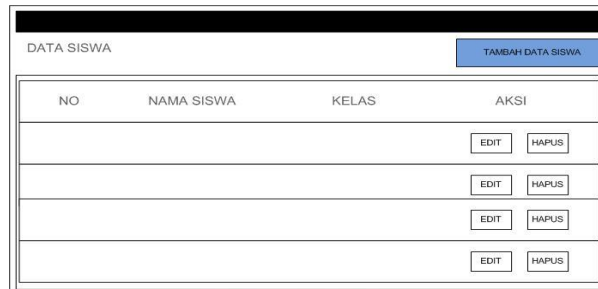 DATA SISWA
TAMBAH DATA SISWA
NO NAMA SISWA KELAS AKSI
EDIT HAPUS
EDIT HAPUS
EDIT HAPUS
EDIT HAPUS